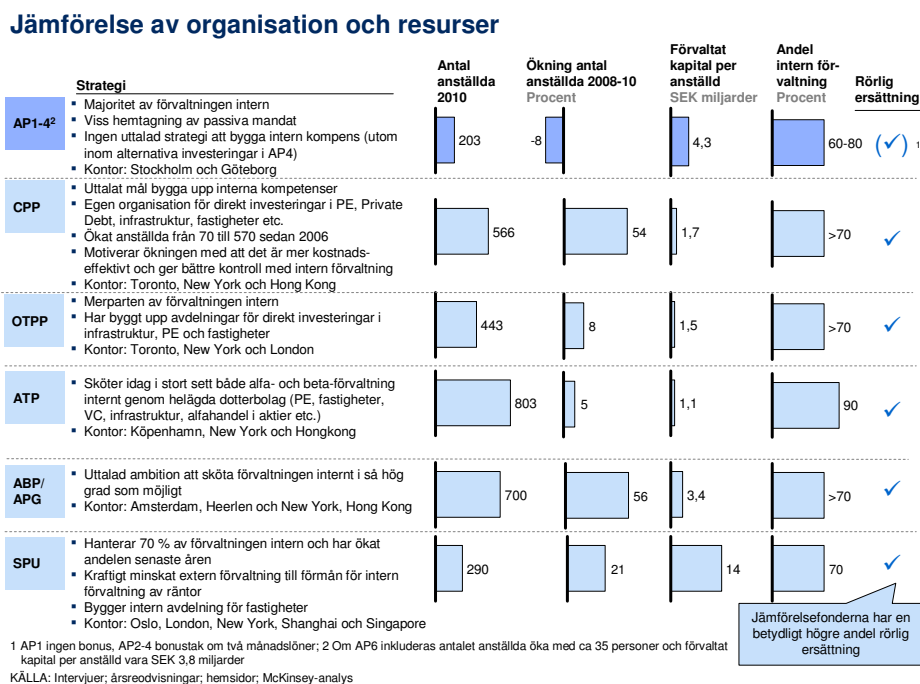 Jämförelse av organisation och resurser
Strategi
Antal
anställda
2010
Ökning antal
anställda 2008-10
Procent
Förvaltat
kapital per
anställd
SEK miljarder
Andel
intern för-
valtning
Procent
Rörlig
ersättning
AP1-4²
▪ Majoritet av förvaltningen intern
▪ Viss hemtagning av passiva mandat
▪ Ingen uttalad strategi att bygga intern kompens (utom
inom alternativa investeringar i AP4)
▪ Kontor: Stockholm och Göteborg
203
-8
4,3
60-80
(✓) 1
CPP
▪ Uttalat mål bygga upp interna kompetenser
▪ Egen organisation för direkt investeringar i PE, Private
Debt, infrastruktur, fastigheter etc.
▪ Ökat anställda från 70 till 570 sedan 2006
▪ Motiverar ökningen med att det är mer kostnads-
effektivt och ger bättre kontroll med intern förvaltning
▪ Kontor: Toronto, New York och Hong Kong
566
54
1,7
>70
✓
OTPP
▪ Merparten av förvaltningen intern
▪ Har byggt upp avdelningar för direkt investeringar i
infrastruktur, PE och fastigheter
▪ Kontor: Toronto, New York och London
443
8
1,5
>70
✓
ATP
▪ Sköter idag i stort sett både alfa- och beta-förvaltning
internt genom helägda dotterbolag (PE, fastigheter,
VC, infrastruktur, alfahandel i aktier etc.)
▪ Kontor: Köpenhamn, New York och Hongkong
803
5
1,1
90
✓
ABP/
APG
▪ Uttalad ambition att sköta förvaltningen internt i så hög
grad som möjligt
▪ Kontor: Amsterdam, Heerlen och New York, Hong Kong
700
56
3,4
>70
✓
SPU
▪ Hanterar 70 % av förvaltningen intern och har ökat
andelen senaste åren
▪ Kraftigt minskat extern förvaltning till förmån för intern
förvaltning av räntor
▪ Bygger intern avdelning för fastigheter
▪ Kontor: Oslo, London, New York, Shanghai och Singapore
290
21
14
70
✓
Jämförelsefonderna har en
betydligt högre andel rörlig
ersättning
1 AP1 ingen bonus, AP2-4 bonustak om två månadslöner; 2 Om AP6 inkluderas antalet anställda öka med ca 35 personer och förvaltat
kapital per anställd vara SEK 3,8 miljarder
KÄLLA: Intervjuer; årsreodvisningar; hemsidor; McKinsey-analys